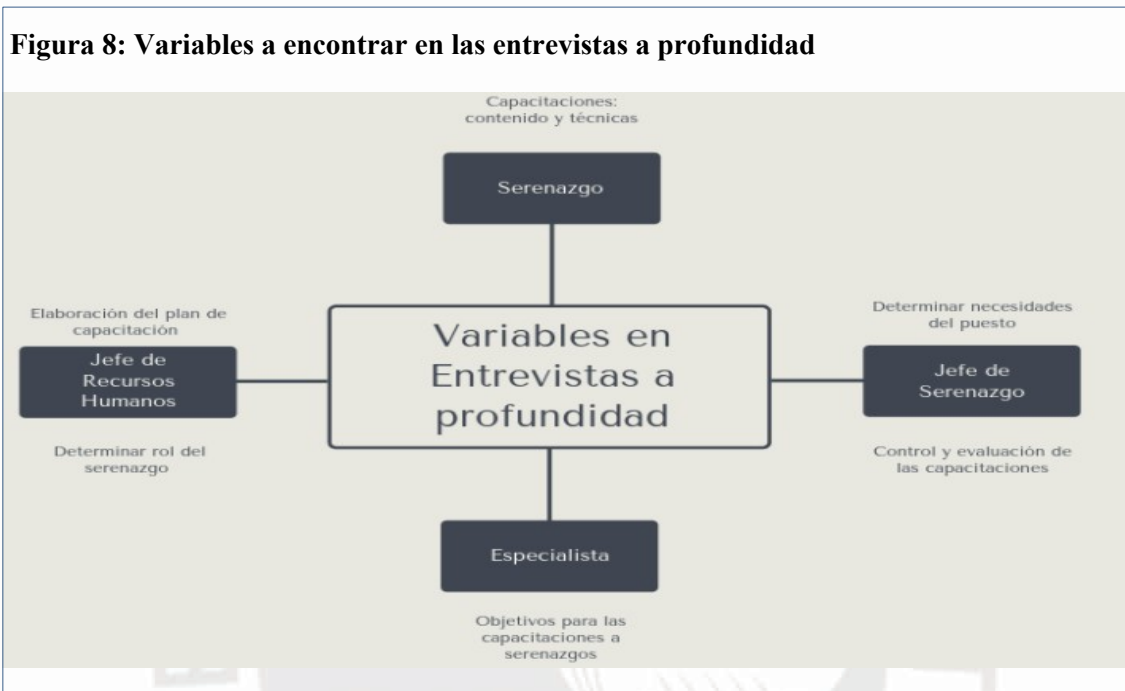 Figura 8: Variables a encontrar en las entrevistas a profundidad
Capacitaciones:
contenido y técnicas
Serenazgo
Elaboración del plan de
capacitación
Jefe de
Recursos
Humanos
Determinar rol del
serenazgo
Variables en
Entrevistas a
profundidad
Determinar necesidades
del puesto
Jefe de
Serenazgo
Control y evaluación de
las capacitaciones
Especialista
Objetivos para las
capacitaciones a
serenazgos